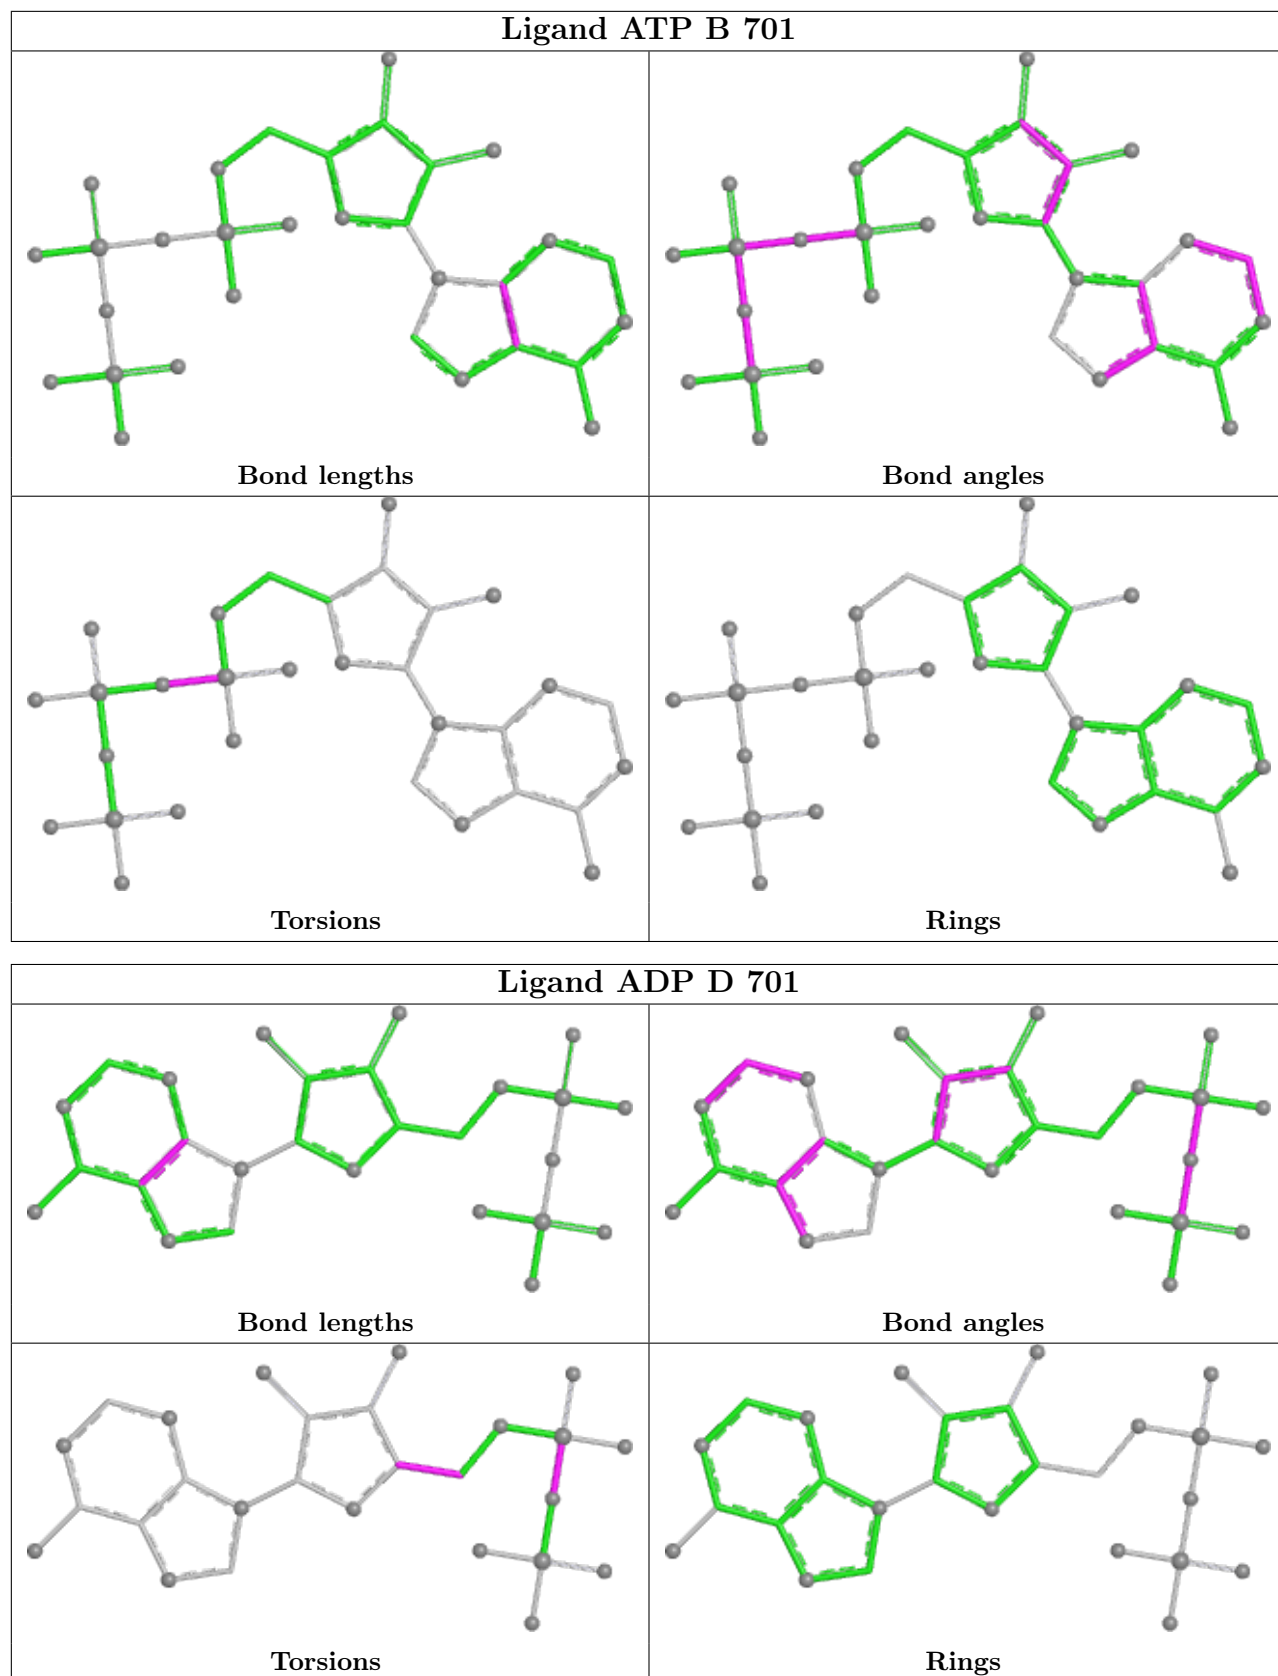 Ligand ATP B 701
Bond lengths
Bond angles
Torsions
Rings
Ligand ADP D 701
Bond lengths
Bond angles
Torsions
Rings